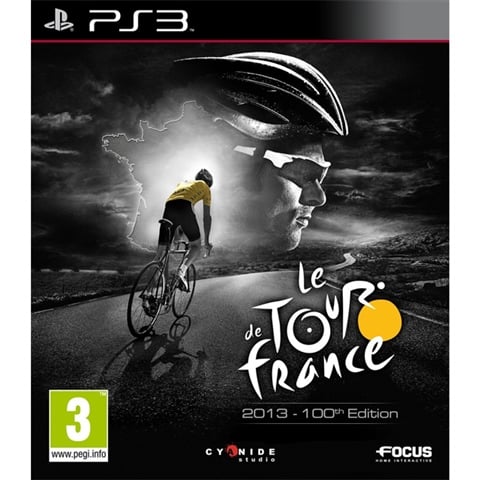 PS3
Le
de TOUR
france
2013 - 100th Edition
3
www.pegi.info
CYANIDE
studio
FOCUS
HOME INTERACTIVE